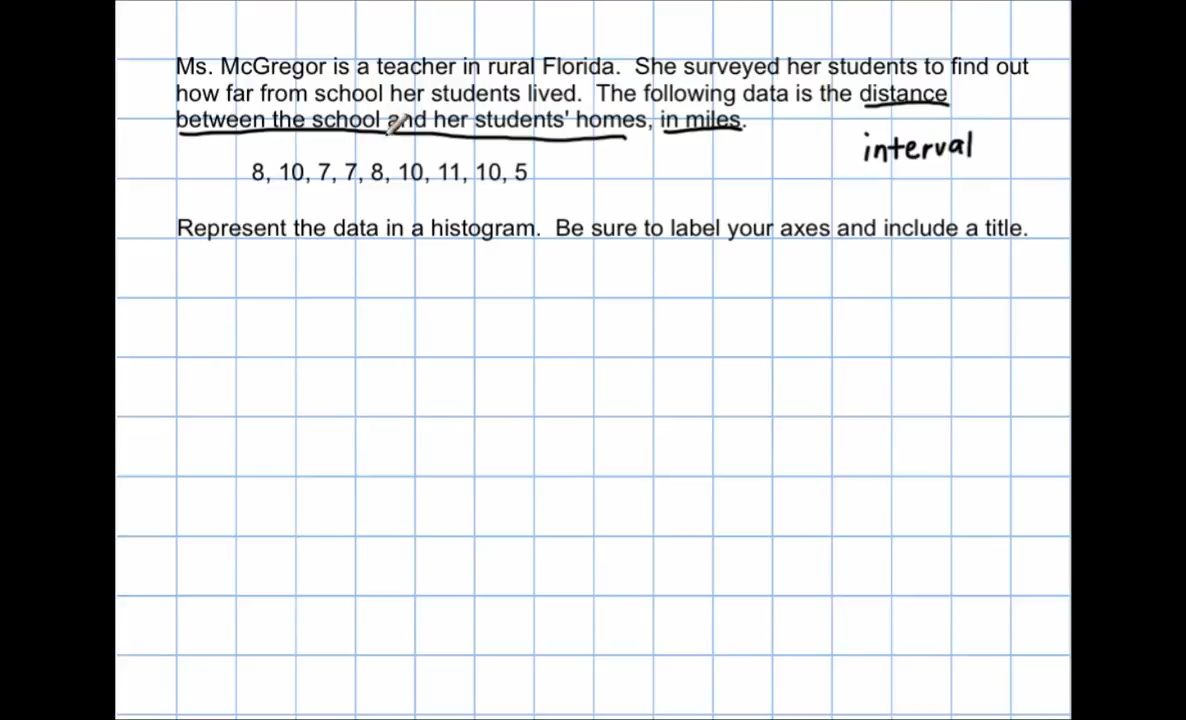 Ms. McGregor is a teacher in rural Florida. She surveyed her students to find out
how far from school her students lived. The following data is the distance
between the school and her students' homes, in miles.
interval
8, 10, 7, 7, 8, 10, 11, 10, 5
Represent the data in a histogram. Be sure to label your axes and include a title.